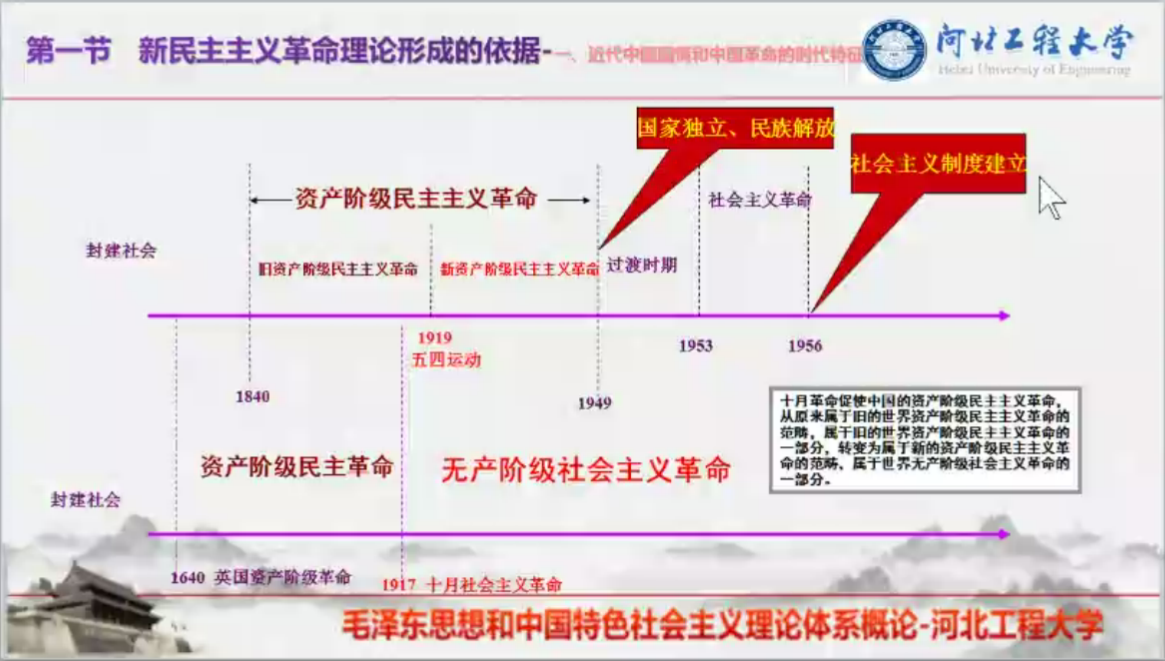 第一节 新民主主义革命理论形成的依据-一、近代中国国情和中国革命的时代特征
河北工程大学
Hebei University of Engineering
国家独立、民族解放
社会主义制度建立
资产阶级民主主义革命
社会主义革命
封建社会
旧资产阶级民主主义革命
新资产阶级民主主义革命
过渡时期
1919
五四运动
1953
1956
1840
1949
十月革命促使中国的资产阶级民主主义革命，
从原来属于旧的世界资产阶级民主主义革命的
范畴，属于旧的世界资产阶级民主主义革命的
一部分，转变为属于新的资产阶级民主主义革
命的范畴，属于世界无产阶级社会主义革命的
一部分。
资产阶级民主革命
无产阶级社会主义革命
封建社会
1640 英国资产阶级革命
1917 十月社会主义革命
毛泽东思想和中国特色社会主义理论体系概论-河北工程大学